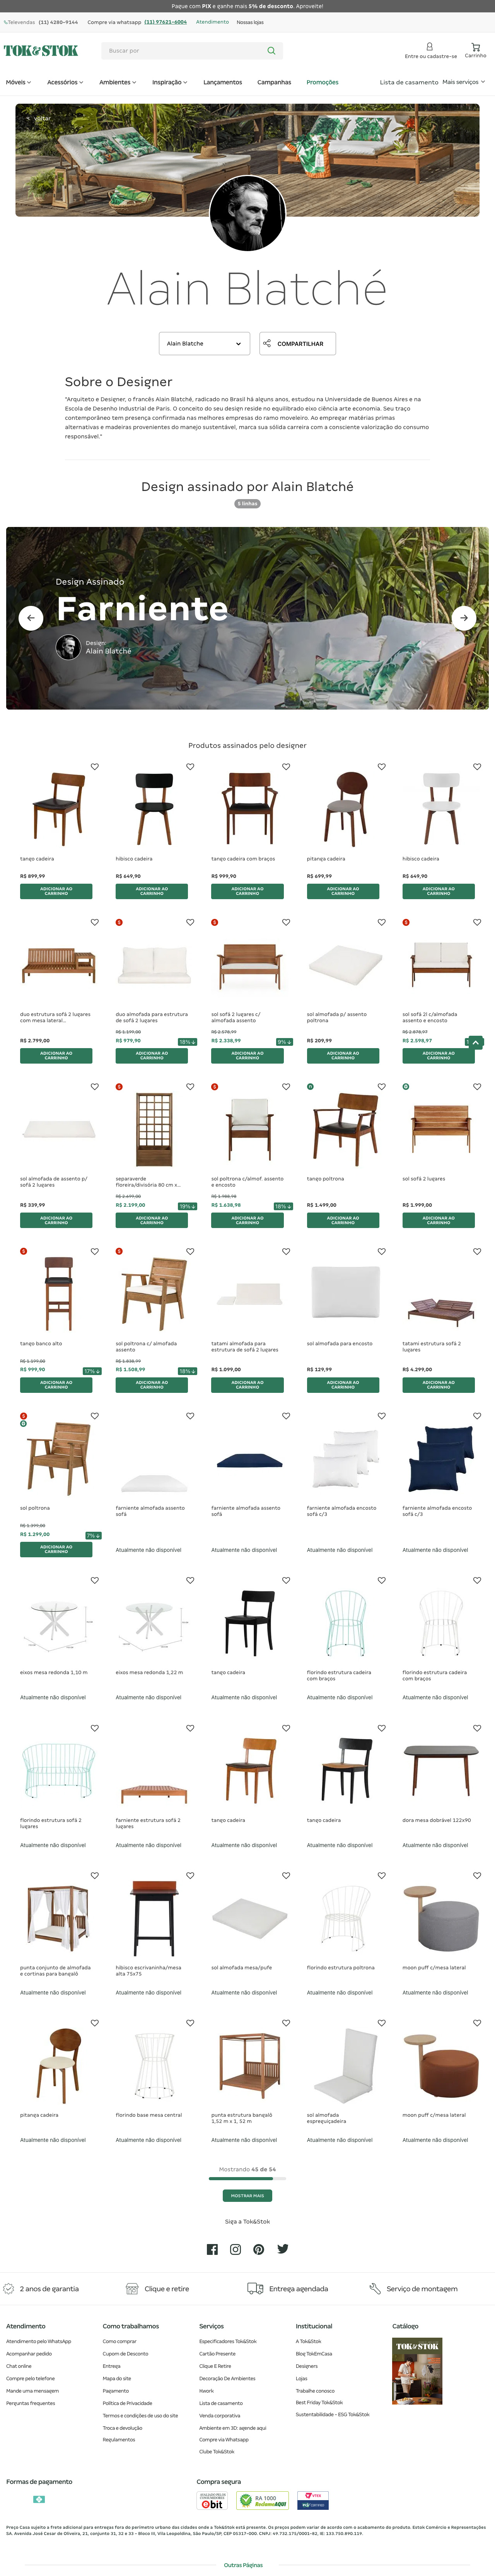 Pague com PIX e ganhe mais 5% de desconto. Aproveite!
Televendas (11) 4280-9144 Compre via whatsapp (11) 97621-6004 Atendimento Nossas lojas
TOK&STOK
Buscar por
Entre ou cadastre-se
Carrinho
Móveis Acessórios Ambientes Inspiração Lançamentos Campanhas Promoções Lista de casamento Mais serviços
voltar
Alain Blatché
Alain Blatche
COMPARTILHAR
Sobre o Designer
"Arquiteto e Designer, o francês Alain Blatché, radicado no Brasil há alguns anos, estudou na Universidade de Buenos Aires e na
Escola de Desenho Industrial de Paris. O conceito do seu design reside no equilibrado eixo ciência arte economia. Seu traço
contemporâneo tem presença confirmada nas melhores empresas do ramo moveleiro. Ao empregar matérias primas
alternativas e madeiras provenientes do manejo sustentável, marca sua sólida carreira com a consciente valorização do consumo
responsável."
Design assinado por Alain Blatché
5 linhas
Design Assinado
Farniente
Design
Alain Blatché
Produtos assinados pelo designer
tango cadeira
R$ 899,99
ADICIONAR AO CARRINHO
hibisco cadeira
R$ 649,90
ADICIONAR AO CARRINHO
tango cadeira com braços
R$ 999,90
ADICIONAR AO CARRINHO
pitanga cadeira
R$ 699,99
ADICIONAR AO CARRINHO
hibisco cadeira
R$ 649,90
ADICIONAR AO CARRINHO
duo estrutura sofá 2 lugares
com mesa lateral...
R$ 2.799,00
ADICIONAR AO CARRINHO
duo almofada para estrutura
de sofá 2 lugares
R$ 1.199,00
R$ 979,90
18%
ADICIONAR AO CARRINHO
sol sofá 2 lugares c/
almofada assento
R$ 2.578,99
R$ 2.338,99
9%
ADICIONAR AO CARRINHO
sol almofada p/ assento
poltrona
R$ 209,99
ADICIONAR AO CARRINHO
sol sofá 2l c/almofada
assento e encosto
R$ 2.878,97
R$ 2.598,97
ADICIONAR AO CARRINHO
sol almofada de assento p/
sofá 2 lugares
R$ 339,99
ADICIONAR AO CARRINHO
separaverde
floreira/divisória 80 cm x...
R$ 2.699,00
R$ 2.199,00
19%
ADICIONAR AO CARRINHO
sol poltrona c/almof. assento
e encosto
R$ 1.988,98
R$ 1.638,98
18%
ADICIONAR AO CARRINHO
tango poltrona
R$ 1.499,00
ADICIONAR AO CARRINHO
sol sofá 2 lugares
R$ 1.999,00
ADICIONAR AO CARRINHO
tango banco alto
R$ 1.199,00
R$ 999,90
17%
ADICIONAR AO CARRINHO
sol poltrona c/ almofada
assento
R$ 1.838,99
R$ 1.508,99
18%
ADICIONAR AO CARRINHO
tatami almofada para
estrutura de sofá 2 lugares
R$ 1.099,00
ADICIONAR AO CARRINHO
sol almofada para encosto
R$ 129,99
ADICIONAR AO CARRINHO
tatami estrutura sofá 2
lugares
R$ 4.299,00
ADICIONAR AO CARRINHO
sol poltrona
R$ 1.399,00
R$ 1.299,00
7%
ADICIONAR AO CARRINHO
farniente almofada assento
sofá
Atualmente não disponível
farniente almofada assento
sofá
Atualmente não disponível
farniente almofada encosto
sofá c/3
Atualmente não disponível
farniente almofada encosto
sofá c/3
Atualmente não disponível
eixos mesa redonda 1,10 m
Atualmente não disponível
eixos mesa redonda 1,22 m
Atualmente não disponível
tango cadeira
Atualmente não disponível
florindo estrutura cadeira
com braços
Atualmente não disponível
florindo estrutura cadeira
com braços
Atualmente não disponível
florindo estrutura sofá 2
lugares
Atualmente não disponível
farniente estrutura sofá 2
lugares
Atualmente não disponível
tango cadeira
Atualmente não disponível
tango cadeira
Atualmente não disponível
dora mesa dobrável 122x90
Atualmente não disponível
punta conjunto de almofada
e cortinas para bangalô
Atualmente não disponível
hibisco escrivaninha/mesa
alta 75x75
Atualmente não disponível
sol almofada mesa/pufe
Atualmente não disponível
florindo estrutura poltrona
Atualmente não disponível
moon puff c/mesa lateral
Atualmente não disponível
pitanga cadeira
Atualmente não disponível
florindo base mesa central
Atualmente não disponível
punta estrutura bangalô
1,52 m x 1, 52 m
Atualmente não disponível
sol almofada
espreguiçadeira
Atualmente não disponível
moon puff c/mesa lateral
Atualmente não disponível
Mostrando 45 de 54
MOSTRAR MAIS
Siga a Tok&Stok
2 anos de garantia
Clique e retire
Entrega agendada
Serviço de montagem
Atendimento
Atendimento pelo WhatsApp
Acompanhar pedido
Chat online
Compre pelo telefone
Mande uma mensagem
Perguntas frequentes
Como trabalhamos
Como comprar
Cupom de Desconto
Entrega
Mapa do site
Pagamento
Política de Privacidade
Termos e condições de uso do site
Troca e devolução
Regulamentos
Serviços
Especificadores Tok&Stok
Cartão Presente
Clique E Retire
Decoração De Ambientes
Hwork
Lista de casamento
Venda corporativa
Ambiente em 3D: agende aqui
Compre via Whatsapp
Clube Tok&Stok
Institucional
A Tok&Stok
Blog TokEmCasa
Designers
Lojas
Trabalhe conosco
Best Friday Tok&Stok
Sustentabilidade - ESG Tok&Stok
Catálogo
TOK&STOK
Formas de pagamento
Compra segura
ebit
RA 1000
ReclameAQUI
VTEX
Preço Casa sujeito a frete adicional para entregas fora do perímetro urbano das cidades onde a Tok&Stok está presente. Os preços podem variar de acordo com o acabamento do produto. Estok Comércio e Representações
SA. Avenida José Cesar de Oliveira, 21, conjunto 31, 32 e 33 - Bloco III, Vila Leopoldina, São Paulo/SP, CEP 05317-000. CNPJ: 49.732.175/0001-82, IE: 133.750.890.119.
Outras Páginas